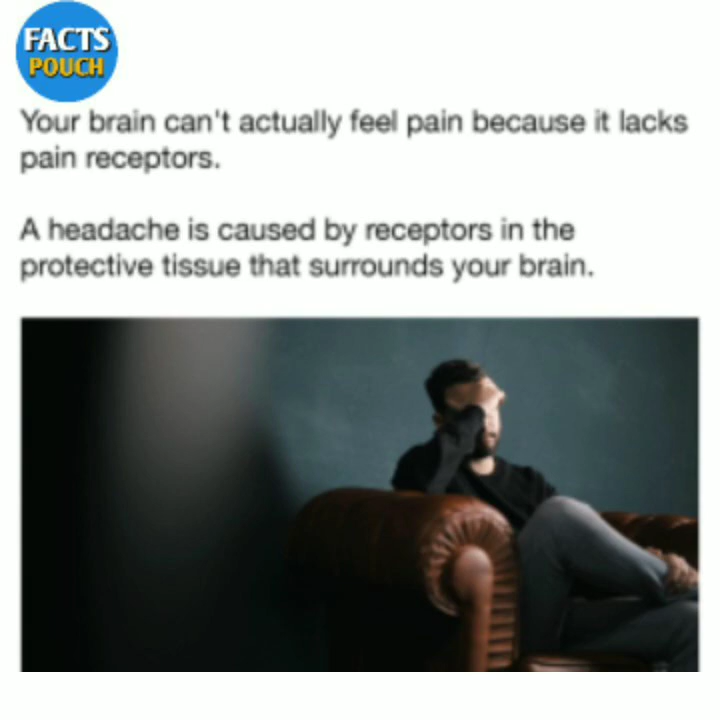 FACTS
POUCH
Your brain can't actually feel pain because it lacks
pain receptors.
A headache is caused by receptors in the
protective tissue that surrounds your brain.